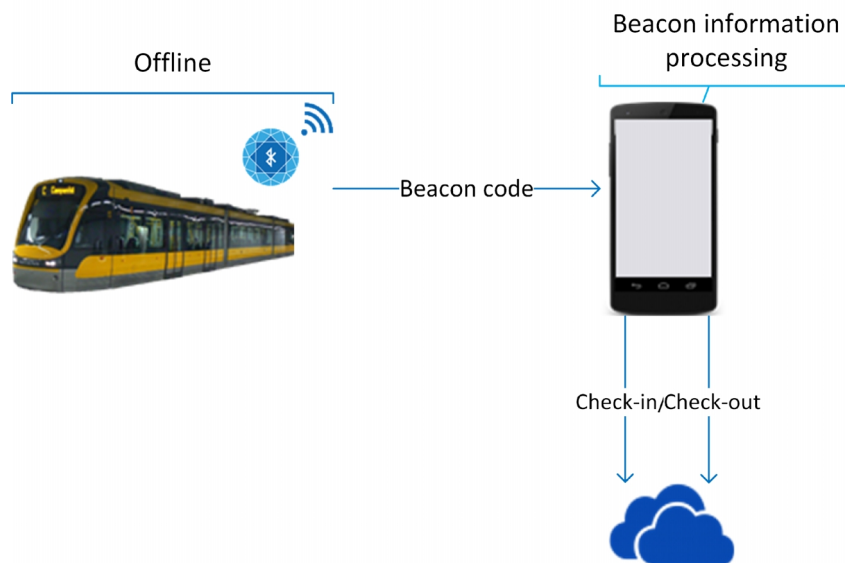 Offline
Beacon information
processing
Beacon code
Check-in/Check-out